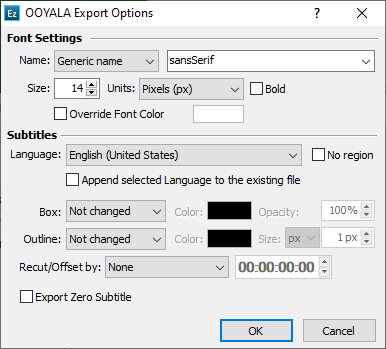 Ez OOYALA Export Options
Font Settings
Name: Generic name sansSerif
Size: 14 Units: Pixels (px) Bold
Override Font Color
Subtitles
Language: English (United States) No region
Append selected Language to the existing file
Box: Not changed Color: Opacity: 100%
Outline: Not changed Color: Size: px 1 px
Recut/Offset by: None 00:00:00:00
Export Zero Subtitle
OK Cancel